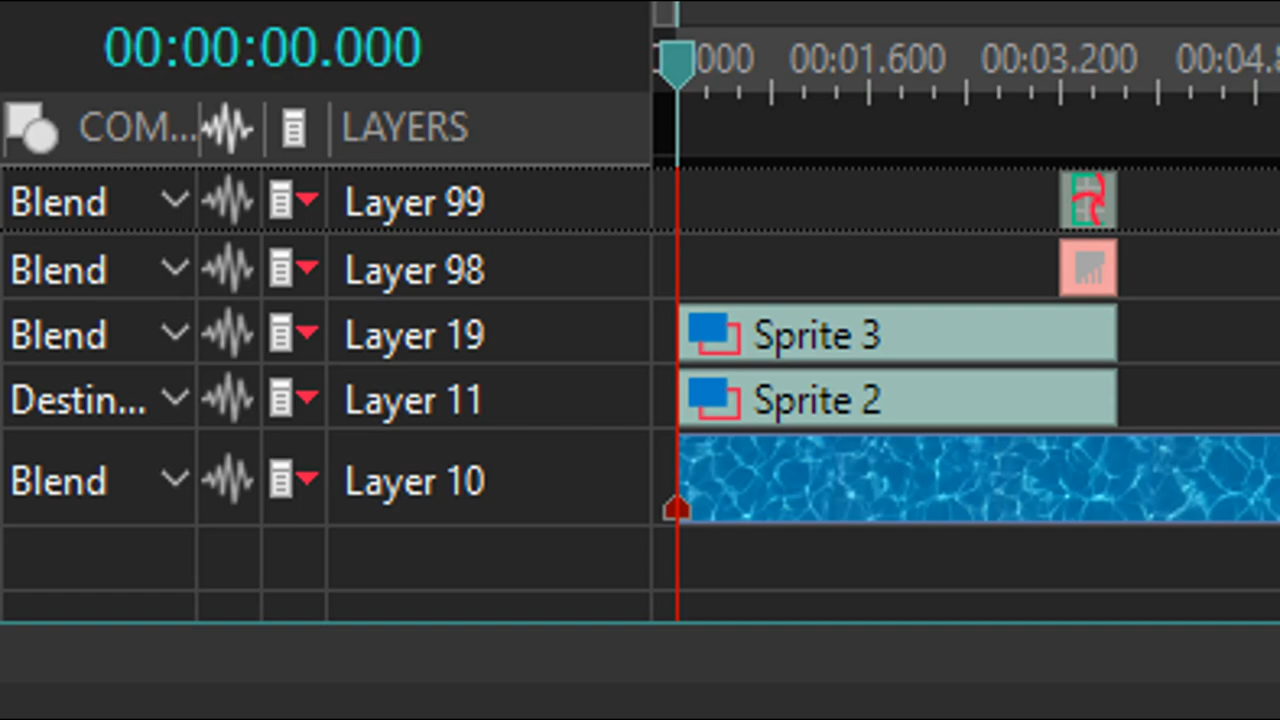 00:00:00.000
000 00:01.600 00:03.200 00:04.8
COM... LAYERS
Blend Layer 99
Blend Layer 98
Blend Layer 19 Sprite 3
Destin... Layer 11 Sprite 2
Blend Layer 10